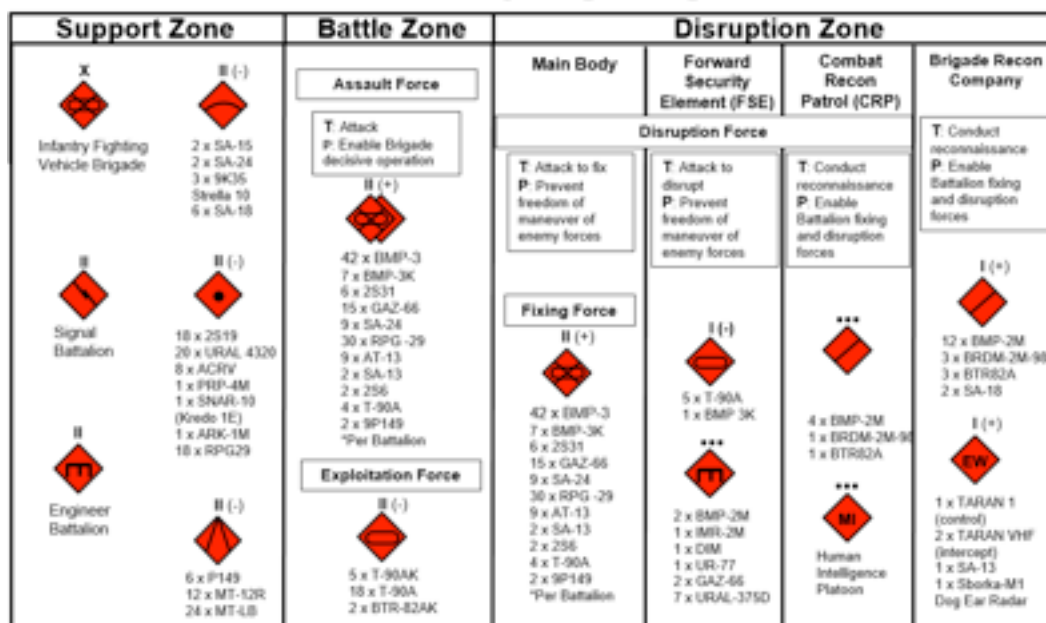 Support Zone
Battle Zone
Disruption Zone
X
Infantry Fighting
Vehicle Brigade
II (-)
2 x SA-15
2 x SA-24
3 x 9K35
Strella 10
6 x SA-18
II
Signal
Battalion
II (-)
18 x 2S19
20 x URAL 4320
8 x ACRV
1 x PRP-4M
1 x SNAR-10
(Kredo 1E)
1 x ARK-1M
18 x RPG29
II
Engineer
Battalion
II (-)
6 x P149
12 x MT-12R
24 x MT-LB
Assault Force
T: Attack
P: Enable Brigade
decisive operation
II (+)
42 x BMP-3
7 x BMP-3K
6 x 2S31
15 x GAZ-66
9 x SA-24
30 x RPG -29
9 x AT-13
2 x SA-13
2 x 2S6
4 x T-90A
2 x 9P149
*Per Battalion
Exploitation Force
II (-)
5 x T-90AK
18 x T-90A
2 x BTR-82AK
Main Body
Forward
Security
Element (FSE)
Combat
Recon
Patrol (CRP)
Brigade Recon
Company
Disruption Force
T: Attack to fix
P: Prevent
freedom of
maneuver of
enemy forces
Fixing Force
II (+)
42 x BMP-3
7 x BMP-3K
6 x 2S31
15 x GAZ-66
9 x SA-24
30 x RPG -29
9 x AT-13
2 x SA-13
2 x 2S6
4 x T-90A
2 x 9P149
*Per Battalion
T: Attack to
disrupt
P: Prevent
freedom of
maneuver of
enemy forces
I (-)
5 x T-90A
1 x BMP 3K
2 x BMP-2M
1 x IMR-2M
1 x DIM
1 x UR-77
2 x GAZ-66
7 x URAL-375D
T: Conduct
reconnaissance
P: Enable
Battalion fixing
and disruption
forces
4 x BMP-2M
1 x BRDM-2M-98
1 x BTR82A
MI
Human
Intelligence
Platoon
T: Conduct
reconnaissance
P: Enable
Battalion fixing
and disruption
forces
I (+)
12 x BMP-2M
3 x BRDM-2M-98
3 x BTR82A
2 x SA-18
I (+)
EW
1 x TARAN 1
(control)
2 x TARAN VHF
(intercept)
1 x SA-13
1 x Sborka-M1
Dog Ear Radar